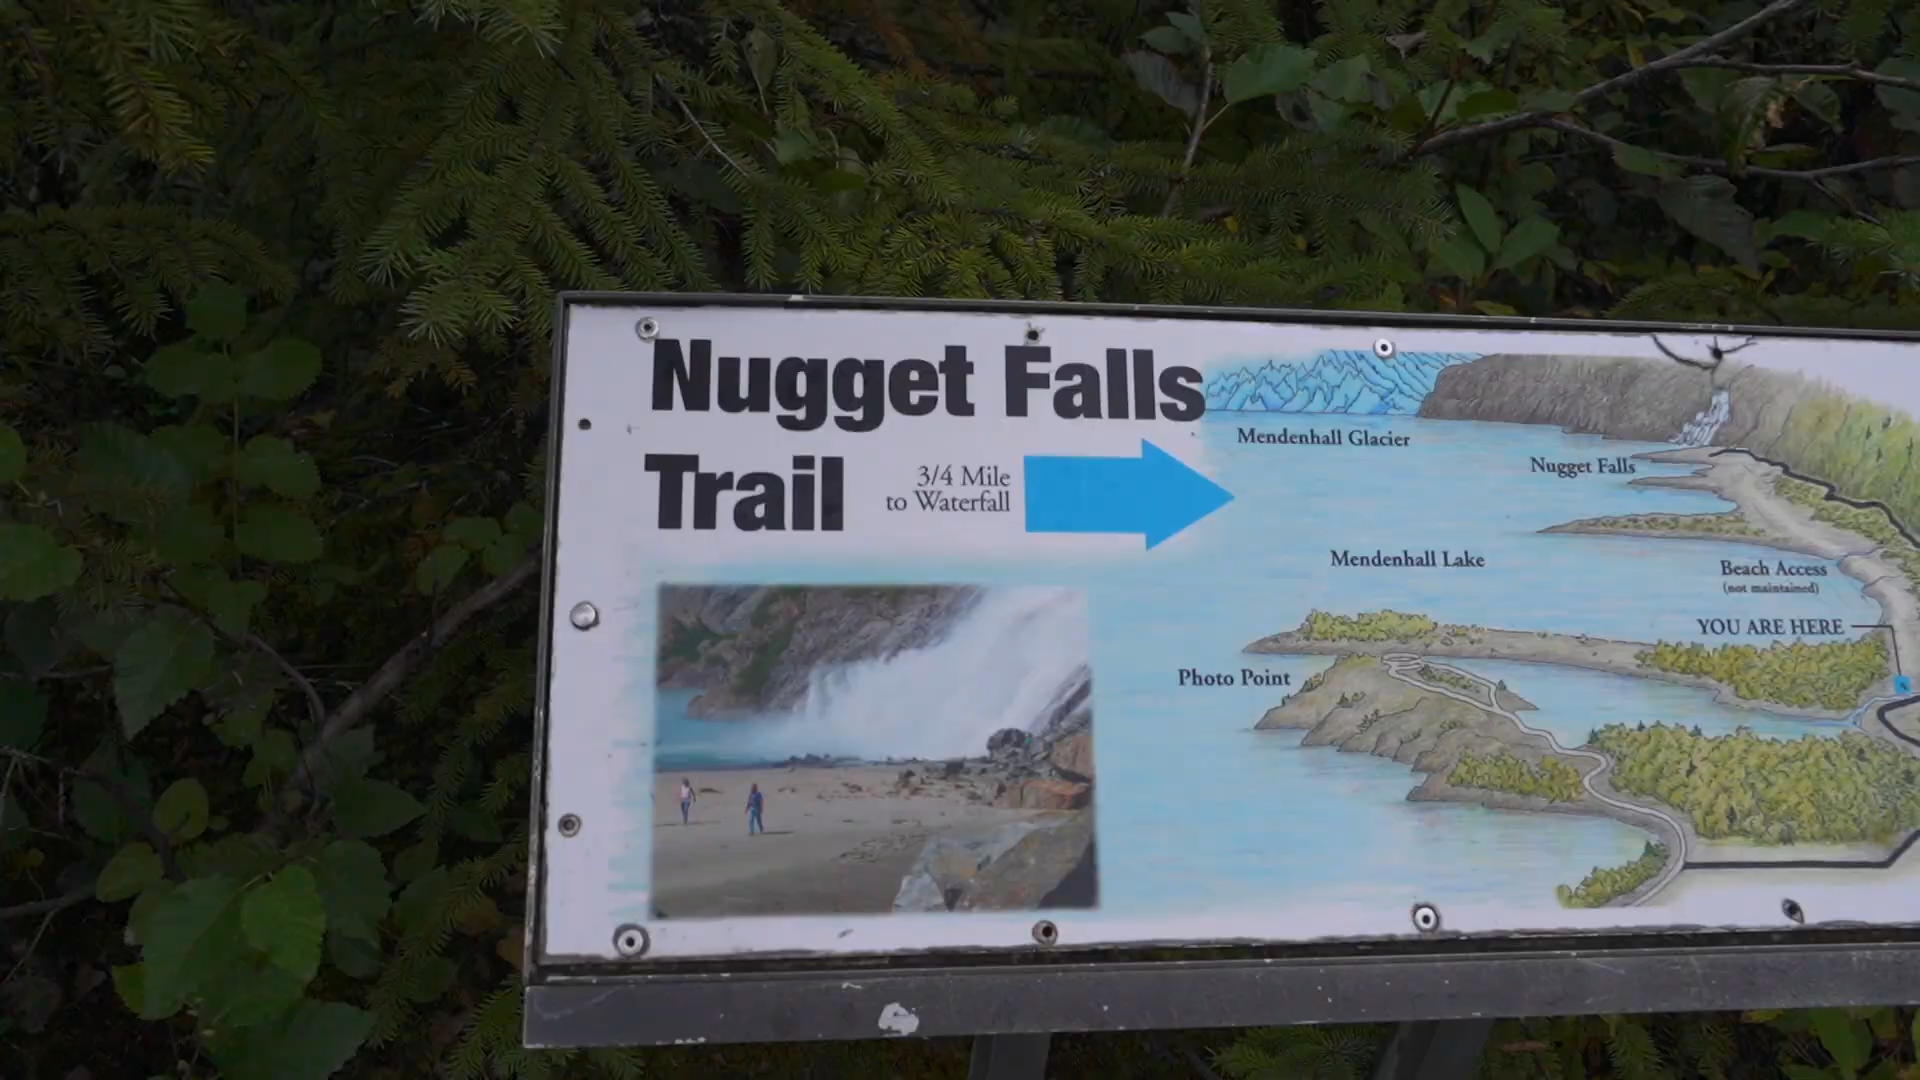 Nugget Falls
Trail
3/4 Mile
to Waterfall
Mendenhall Glacier
Nugget Falls
Mendenhall Lake
Beach Access
(not maintained)
YOU ARE HERE
Photo Point